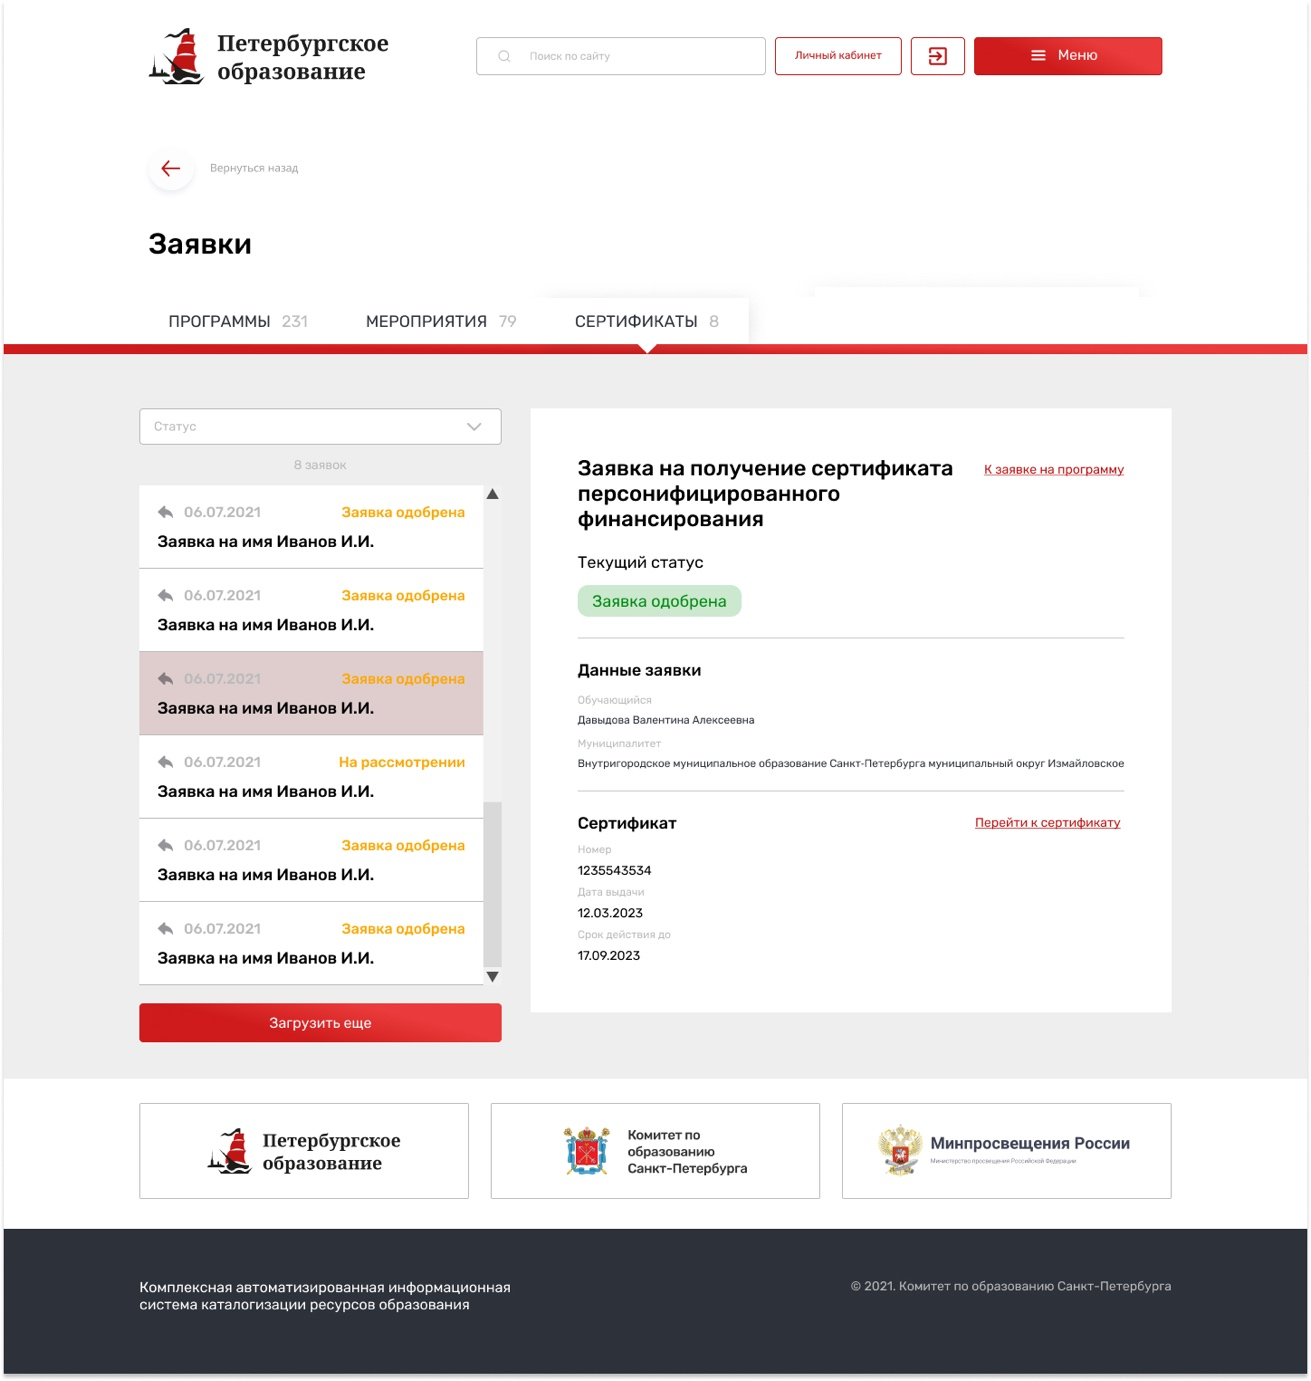 Петербургское
образование
Поиск по сайту
Личный кабинет
Меню
Вернуться назад
Заявки
ПРОГРАММЫ 231
МЕРОПРИЯТИЯ 79
СЕРТИФИКАТЫ 8
Статус
8 заявок
06.07.2021 Заявка одобрена
Заявка на имя Иванов И.И.
06.07.2021 Заявка одобрена
Заявка на имя Иванов И.И.
06.07.2021 Заявка одобрена
Заявка на имя Иванов И.И.
06.07.2021 На рассмотрении
Заявка на имя Иванов И.И.
06.07.2021 Заявка одобрена
Заявка на имя Иванов И.И.
06.07.2021 Заявка одобрена
Заявка на имя Иванов И.И.
Загрузить еще
Заявка на получение сертификата
персонифицированного
финансирования
К заявке на программу
Текущий статус
Заявка одобрена
Данные заявки
Обучающийся
Давыдова Валентина Алексеевна
Муниципалитет
Внутригородское муниципальное образование Санкт-Петербурга муниципальный округ Измайловское
Сертификат
Перейти к сертификату
Номер
1235543534
Дата выдачи
12.03.2023
Срок действия до
17.09.2023
Петербургское
образование
Комитет по
образованию
Санкт-Петербурга
Минпросвещения России
Министерство просвещения Российской Федерации
Комплексная автоматизированная информационная
система каталогизации ресурсов образования
© 2021. Комитет по образованию Санкт-Петербурга